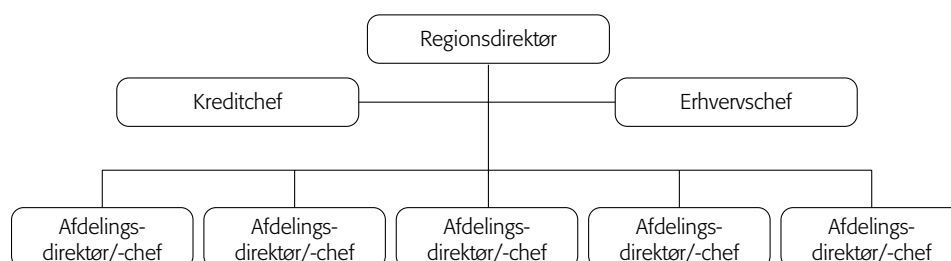 Regionsdirektør
Kreditchef
Erhvervschef
Afdelings-
direktør/-chef
Afdelings-
direktør/-chef
Afdelings-
direktør/-chef
Afdelings-
direktør/-chef
Afdelings-
direktør/-chef